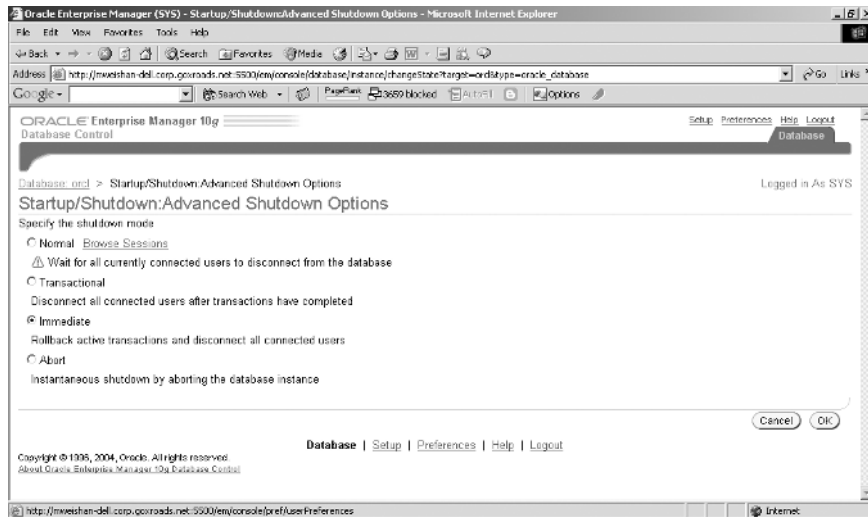 Oracle Enterprise Manager (SYS) - Startup/Shutdown:Advanced Shutdown Options - Microsoft Internet Explorer
File Edit View Favorites Tools Help
Back Search Favorites Media
Address http://mweishan-dell.corp.goxroads.net:5500/em/console/database/instance/changeState?target=orcl&type=oracle_database Go Links
Google Search Web PageRank 3659 blocked AutoFill Options
ORACLE Enterprise Manager 10g
Database Control
Setup Preferences Help Logout
Database
Database: orcl > Startup/Shutdown:Advanced Shutdown Options Logged in As SYS
Startup/Shutdown:Advanced Shutdown Options
Specify the shutdown mode
Normal Browse Sessions
Wait for all currently connected users to disconnect from the database
Transactional
Disconnect all connected users after transactions have completed
Immediate
Rollback active transactions and disconnect all connected users
Abort
Instantaneous shutdown by aborting the database instance
Cancel OK
Database | Setup | Preferences | Help | Logout
Copyright © 1996, 2004, Oracle. All rights reserved.
About Oracle Enterprise Manager 10g Database Control
http://mweishan-dell.corp.goxroads.net:5500/em/console/pref/userPreferences Internet